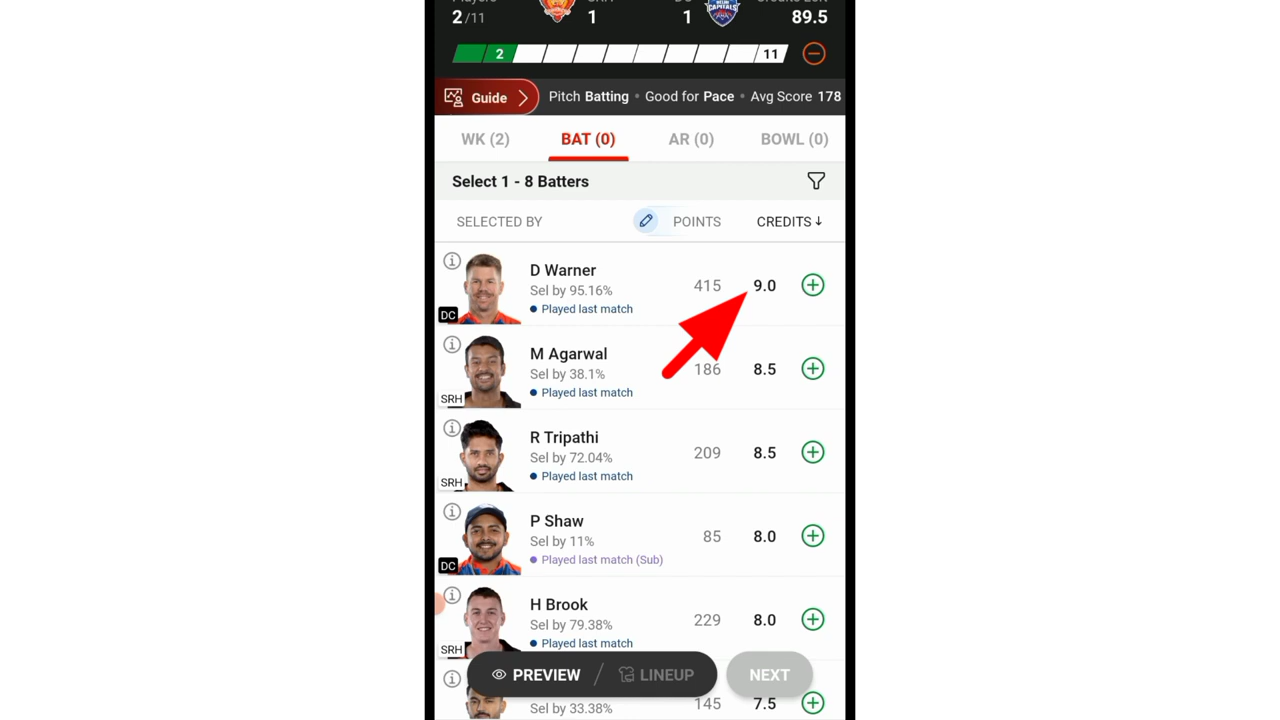 2 /11
1
1
89.5
CAPITALS
2
11
Guide
Pitch Batting • Good for Pace • Avg Score 178
WK (2)
BAT (0)
AR (0)
BOWL (0)
Select 1 - 8 Batters
SELECTED BY
POINTS
CREDITS ↓
D Warner
Sel by 95.16%
Played last match
DC
415
9.0
M Agarwal
Sel by 38.1%
Played last match
SRH
186
8.5
R Tripathi
Sel by 72.04%
Played last match
SRH
209
8.5
P Shaw
Sel by 11%
Played last match (Sub)
DC
85
8.0
H Brook
Sel by 79.38%
Played last match
SRH
229
8.0
PREVIEW / LINEUP
NEXT
Sel by 33.38%
145
7.5